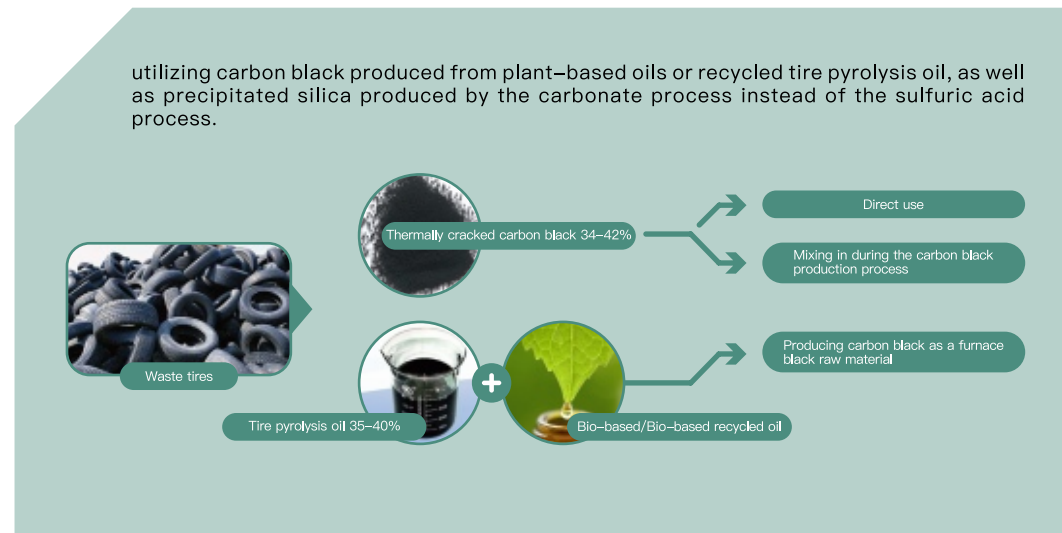 utilizing carbon black produced from plant–based oils or recycled tire pyrolysis oil, as well
as precipitated silica produced by the carbonate process instead of the sulfuric acid
process.
Thermally cracked carbon black 34–42%
Direct use
Mixing in during the carbon black
production process
Waste tires
Tire pyrolysis oil 35–40%
+
Bio–based/Bio–based recycled oil
Producing carbon black as a furnace
black raw material